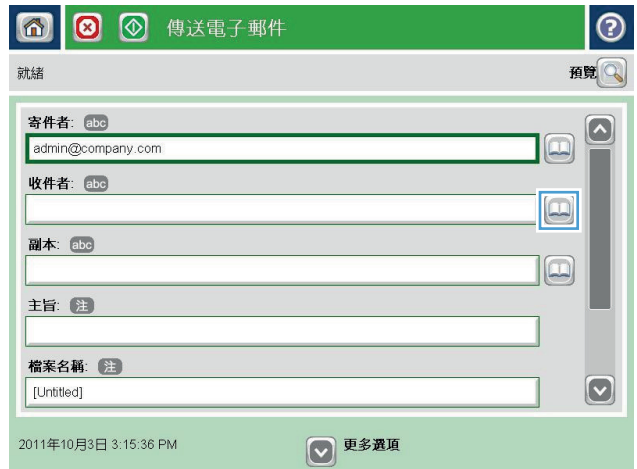 傳送電子郵件
?
就緒
預覽
寄件者: abc
admin@company.com
收件者: abc
副本: abc
主旨: 注
檔案名稱: 注
[Untitled]
2011年10月3日 3:15:36 PM
更多選項